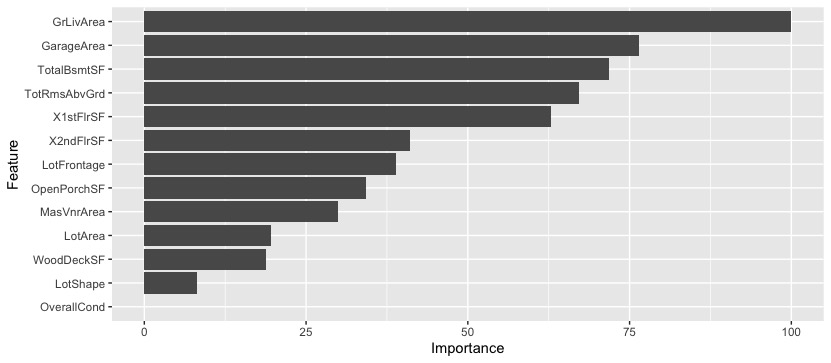 GrLivArea
GarageArea
TotalBsmtSF
TotRmsAbvGrd
X1stFlrSF
X2ndFlrSF
LotFrontage
OpenPorchSF
MasVnrArea
LotArea
WoodDeckSF
LotShape
OverallCond
Feature
0 25 50 75 100
Importance